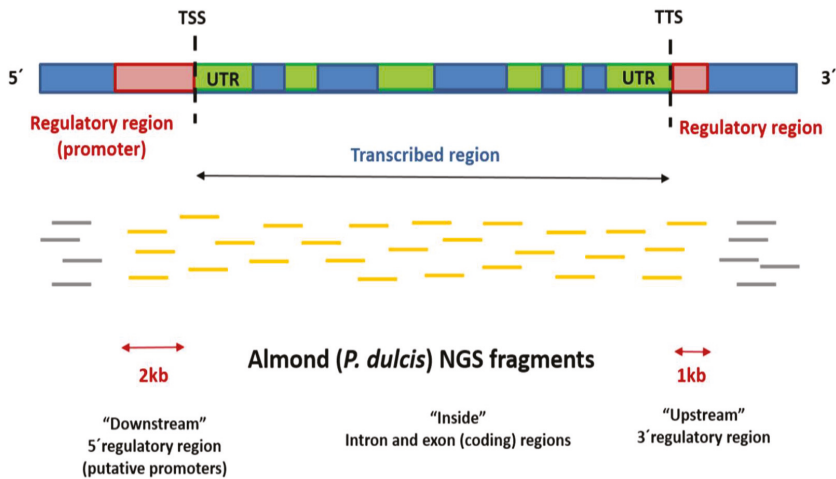 TSS
TTS
5´
UTR
UTR
3´
Regulatory region
(promoter)
Regulatory region
Transcribed region
2kb
Almond (P. dulcis) NGS fragments
1kb
“Downstream”
5´regulatory region
(putative promoters)
“Inside”
Intron and exon (coding) regions
“Upstream”
3´regulatory region